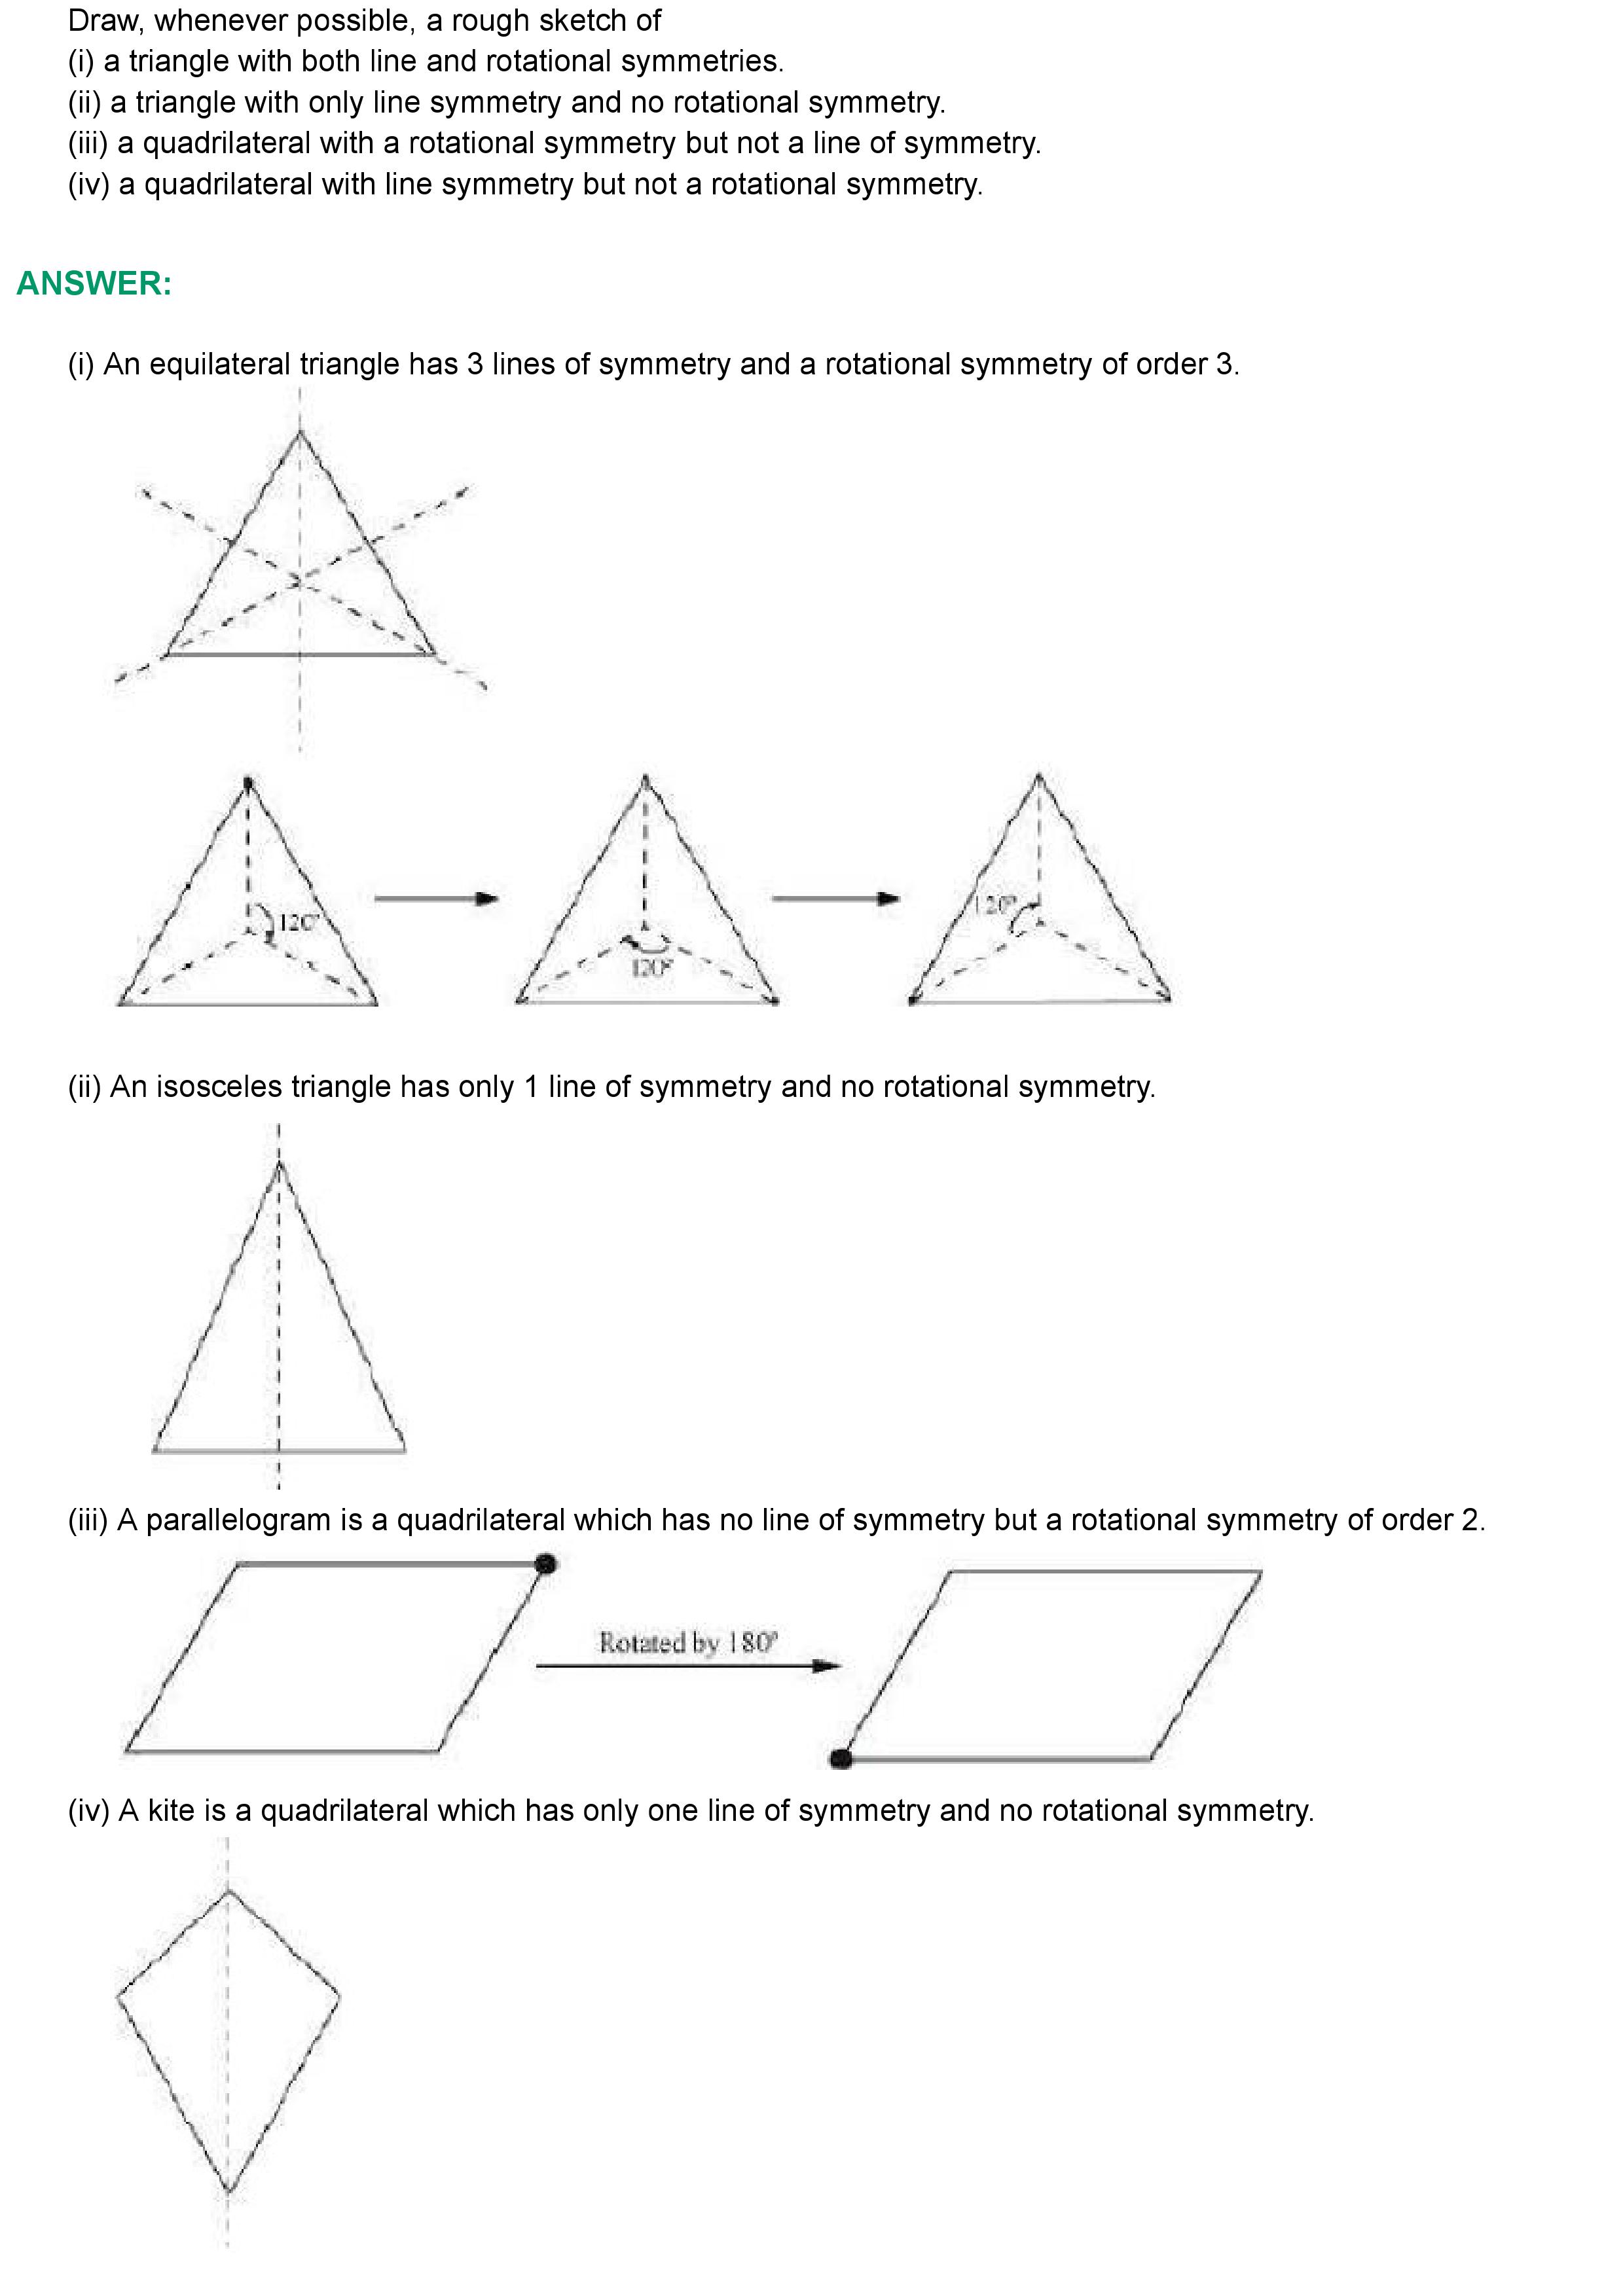 Draw, whenever possible, a rough sketch of
(i) a triangle with both line and rotational symmetries.
(ii) a triangle with only line symmetry and no rotational symmetry.
(iii) a quadrilateral with a rotational symmetry but not a line of symmetry.
(iv) a quadrilateral with line symmetry but not a rotational symmetry.
ANSWER:
(i) An equilateral triangle has 3 lines of symmetry and a rotational symmetry of order 3.
120°
120°
120°
(ii) An isosceles triangle has only 1 line of symmetry and no rotational symmetry.
(iii) A parallelogram is a quadrilateral which has no line of symmetry but a rotational symmetry of order 2.
Rotated by 180°
(iv) A kite is a quadrilateral which has only one line of symmetry and no rotational symmetry.